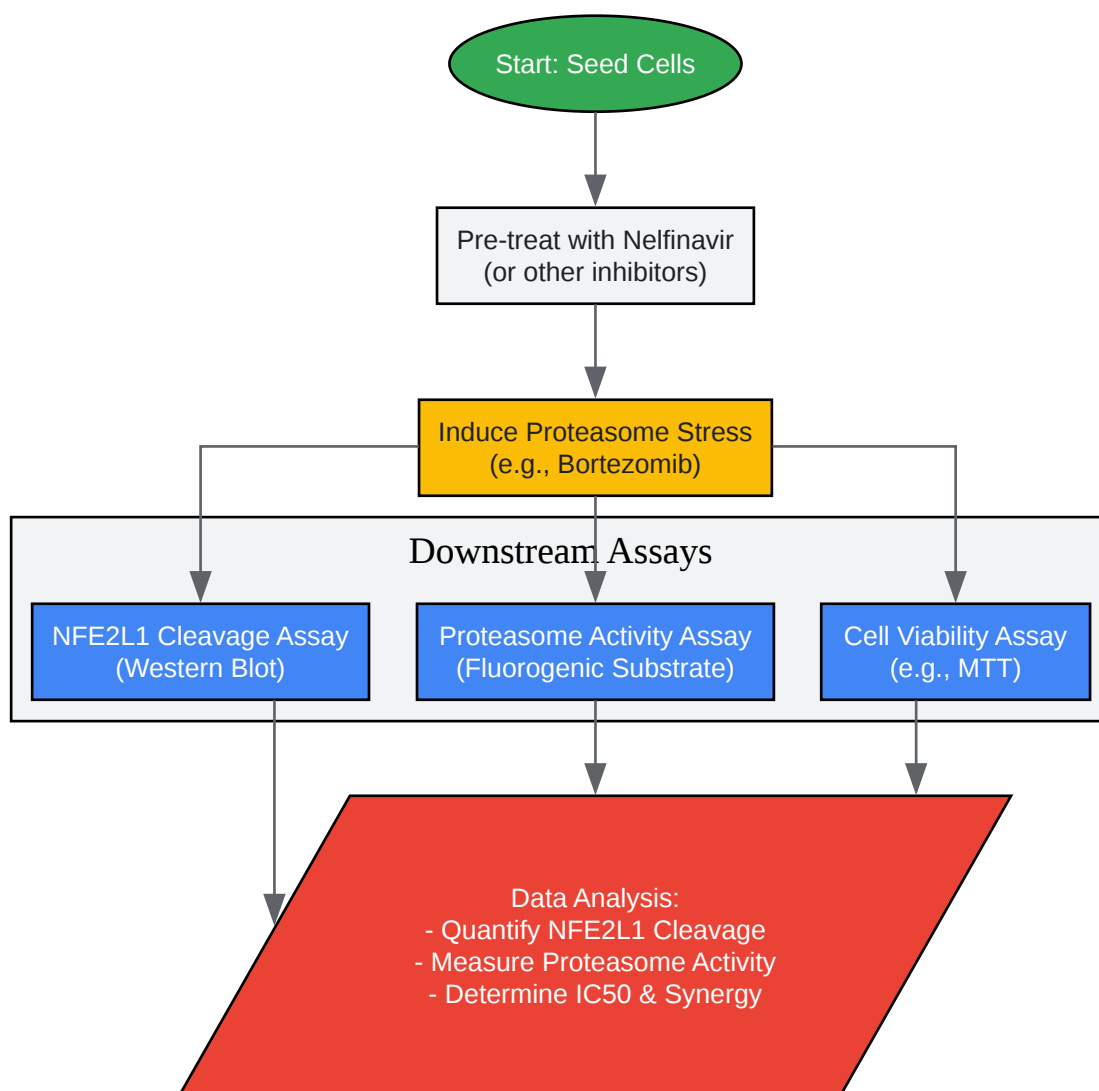 Start: Seed Cells
Pre-treat with Nelfinavir
(or other inhibitors)
Induce Proteasome Stress
(e.g., Bortezomib)
Downstream Assays
NFE2L1 Cleavage Assay
(Western Blot)
Proteasome Activity Assay
(Fluorogenic Substrate)
Cell Viability Assay
(e.g., MTT)
Data Analysis:
- Quantify NFE2L1 Cleavage
- Measure Proteasome Activity
- Determine IC50 & Synergy